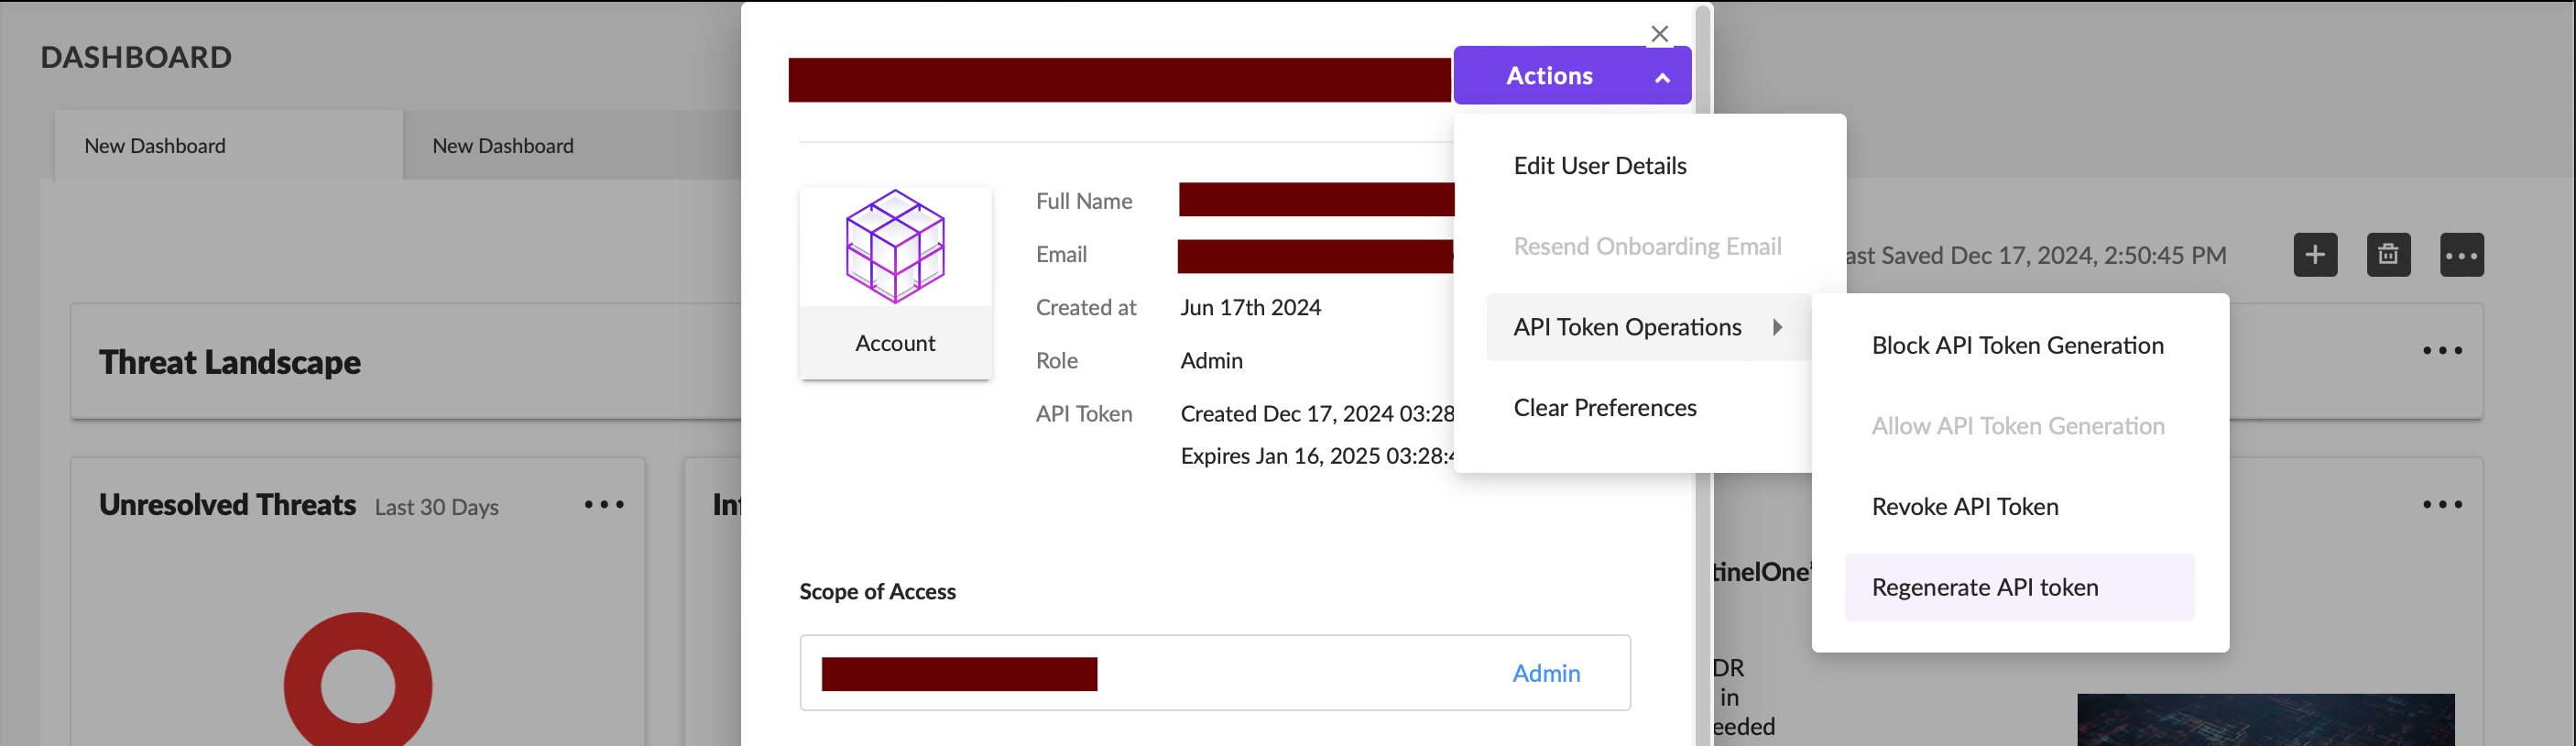 DASHBOARD
New Dashboard
New Dashboard
Actions
Edit User Details
Resend Onboarding Email
API Token Operations
Clear Preferences
Block API Token Generation
Allow API Token Generation
Revoke API Token
Regenerate API token
Account
Full Name
Email
Created at Jun 17th 2024
Role Admin
API Token Created Dec 17, 2024 03:28
Expires Jan 16, 2025 03:28:4
Scope of Access
Admin
ast Saved Dec 17, 2024, 2:50:45 PM
Threat Landscape
Unresolved Threats Last 30 Days
In
tinelOne'
DR
in
eeded